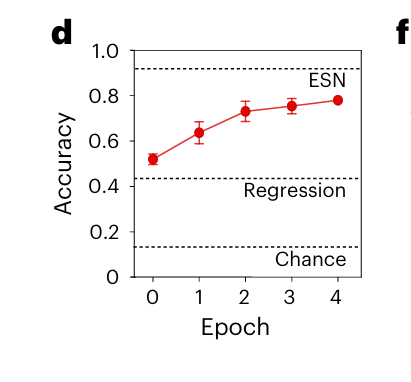 d
f
1.0
ESN
0.8
0.6
0.4
Regression
0.2
Chance
0
0 1 2 3 4
Epoch
Accuracy